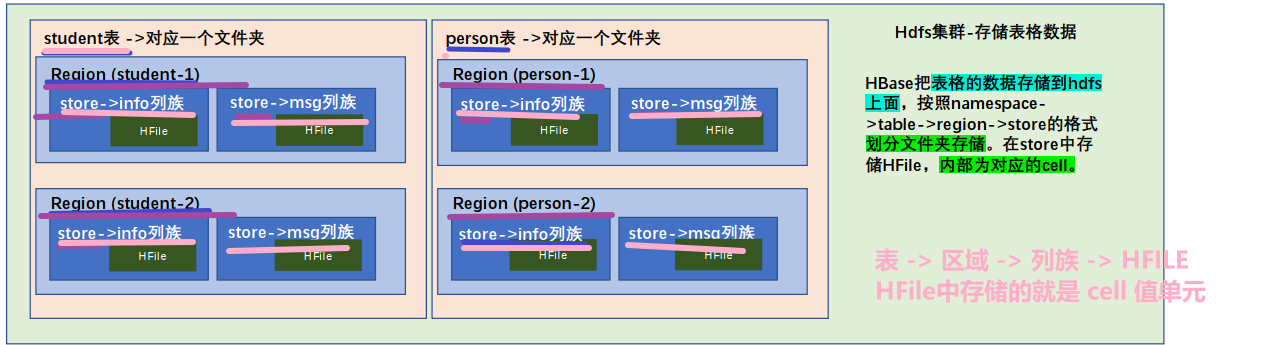 student表 ->对应一个文件夹
Region (student-1)
store->info列族
HFile
store->msg列族
HFile
Region (student-2)
store->info列族
HFile
store->msg列族
HFile
person表 ->对应一个文件夹
Region (person-1)
store->info列族
HFile
store->msg列族
HFile
Region (person-2)
store->info列族
HFile
store->msg列族
HFile
Hdfs集群-存储表格数据
HBase把表格的数据存储到hdfs
上面，按照namespace-
>table->region->store的格式
划分文件夹存储。在store中存
储HFile，内部为对应的cell。
表 -> 区域 -> 列族 -> HFILE
HFile中存储的就是 cell 值单元